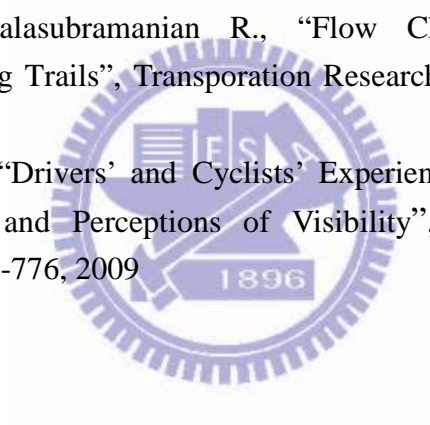 alasubramanian R., “Flow Cl
g Trails”, Transporation Research
“Drivers’ and Cyclists’ Experien
and Perceptions of Visibility”,
-776, 2009
E S A
1896